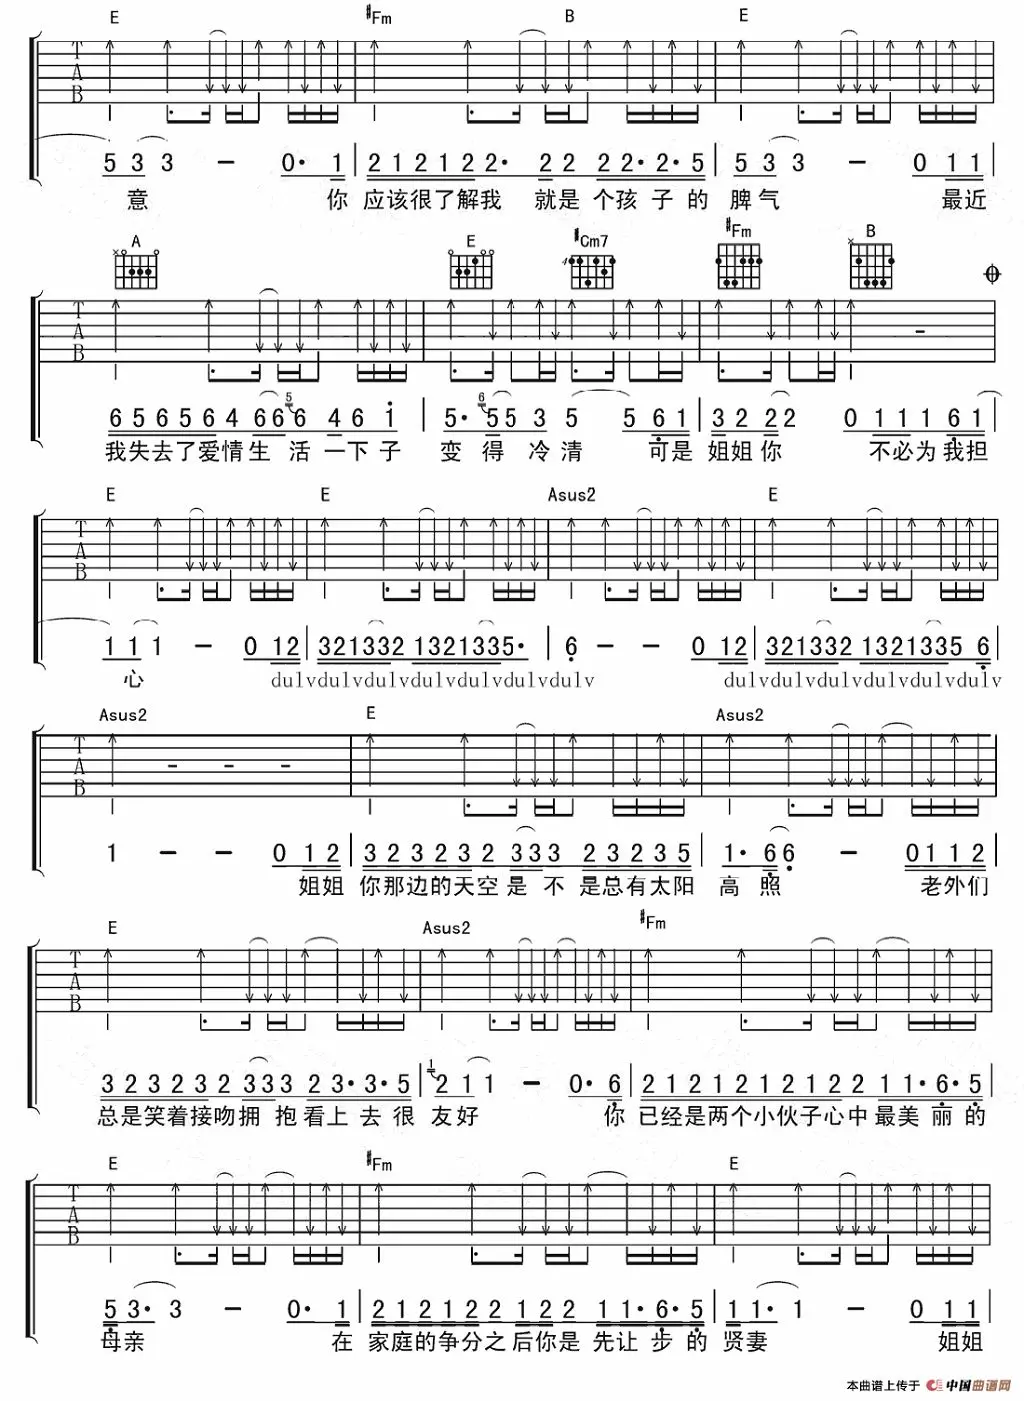 E #Fm B E
T A B
5 3 3 — 0· 1 | 2 1 2 1 2 2 2· 2 2 2 2· 2· 5 | 5 3 3 — 0 1 1
意 你 应该很了解我 就是 个孩 子 的 脾气 最近
A E #Cm7 #Fm B
T A B
6 5 6 5 6 4 6 6 5 6 4 6 1 | 5· 6 5 5 3 5 5 6 1 | 3 2 2 2 0 1 1 1 6 1
我失去了爱情生 活 一下子 变 得 冷 清 可是 姐姐你 不必为我担
E E Asus2 E
T A B
1 1 1 — — 0 1 2 | 3 2 1 3 3 2 1 3 2 1 3 3 5· | 6 — — 0 1 2 | 3 2 1 3 3 2 1 3 2 1 3 3 5 6
心 dulvdulvdulvdulvdulvdulvdulv dulvdulvdulvdulvdulvdulv
Asus2 E Asus2
T A B
1 — — 0 1 2 | 3 2 3 2 3 2 3 3 3 2 3 2 3 5 | 1· 6 6 — 0 1 1 2
姐姐 你那边的天空 是 不 是总有太阳 高 照 老外们
E Asus2 #Fm
T A B
3 2 3 2 3 2 3 3 3 2 3· 3· 5 | 1 2 1 1 — 0· 6 | 2 1 2 1 2 1 2 1 2 2 1 1· 6· 5
总是笑着接吻拥 抱看上 去 很 友好 你 已经是两个小伙子心中最美 丽的
E #Fm E
T A B
5 3· 3 — 0· 1 | 2 1 2 1 2 2 1 2 2 1 1· 6· 5 | 1 1· 1 — 0 1 1
母亲 在 家庭的争分之后你是 先让 步的 贤妻 姐姐
本曲谱上传于 中国曲谱网